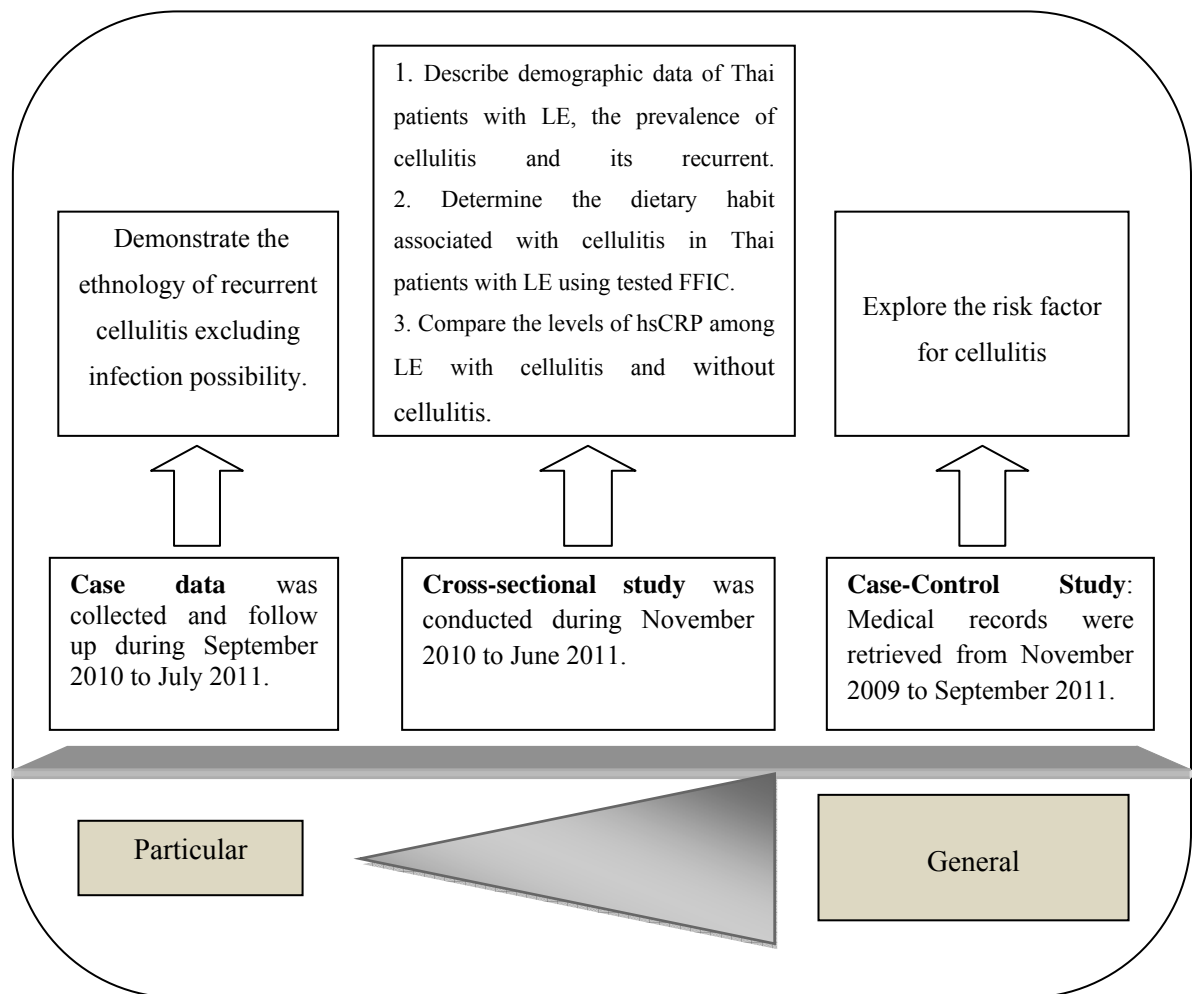 Demonstrate the
ethnology of recurrent
cellulitis excluding
infection possibility.
1. Describe demographic data of Thai
patients with LE, the prevalence of
cellulitis and its recurrent.
2. Determine the dietary habit
associated with cellulitis in Thai
patients with LE using tested FFIC.
3. Compare the levels of hsCRP among
LE with cellulitis and without
cellulitis.
Explore the risk factor
for cellulitis
Case data was
collected and follow
up during September
2010 to July 2011.
Cross-sectional study was
conducted during November
2010 to June 2011.
Case-Control Study:
Medical records were
retrieved from November
2009 to September 2011.
Particular
General